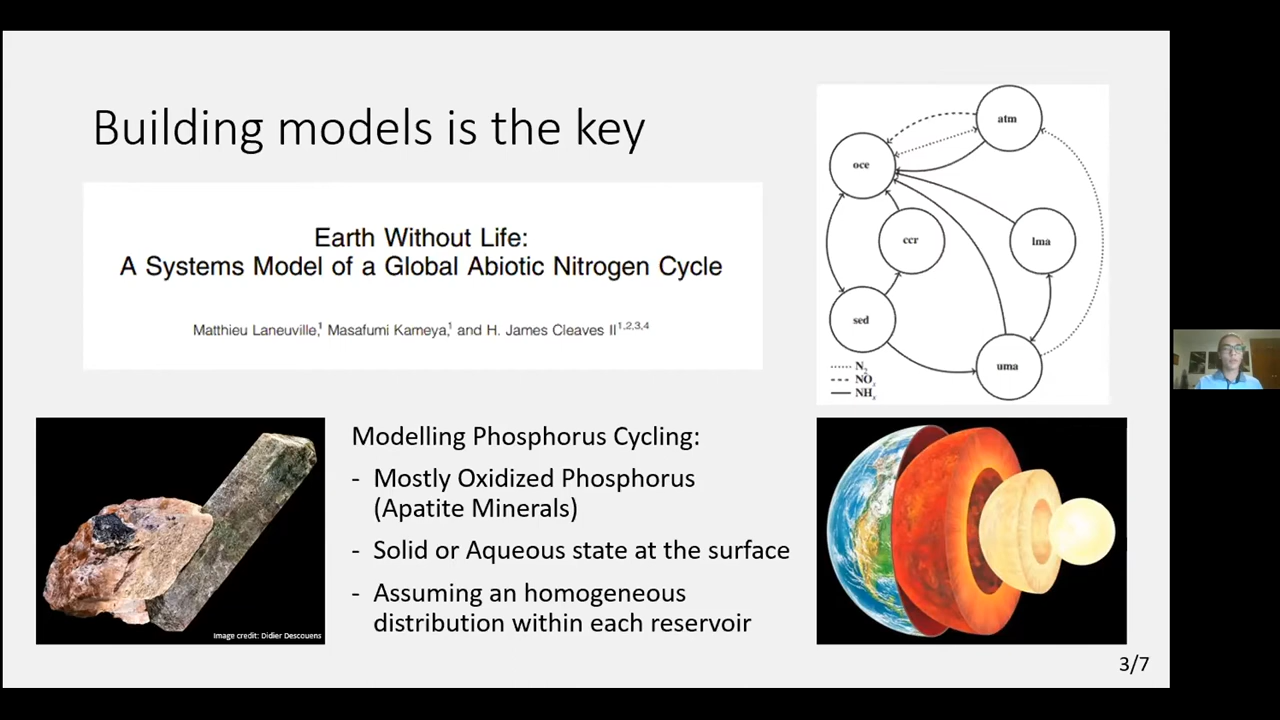 Building models is the key
Earth Without Life:
A Systems Model of a Global Abiotic Nitrogen Cycle
Matthieu Laneuville,¹ Masafumi Kameya,¹ and H. James Cleaves II¹,²,³,⁴
atm
oce
ccr
lma
sed
uma
N₂
NOₓ
NHₓ
Image credit: Didier Descouens
Modelling Phosphorus Cycling:
- Mostly Oxidized Phosphorus
(Apatite Minerals)
- Solid or Aqueous state at the surface
- Assuming an homogeneous
distribution within each reservoir
3/7